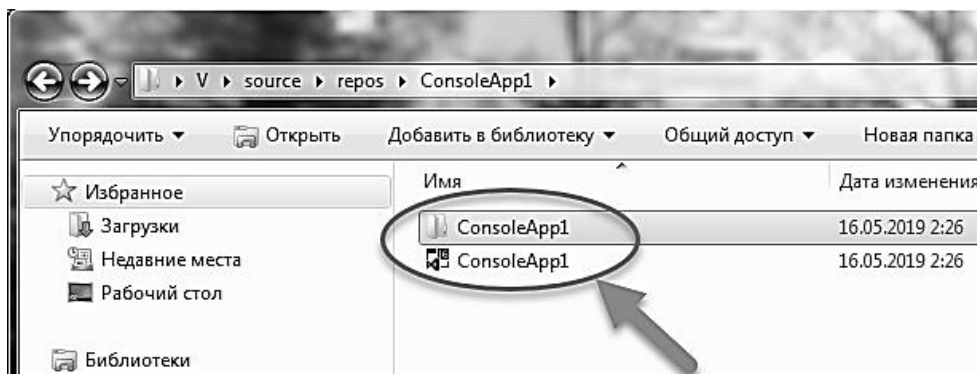 V source repos ConsoleApp1
Упорядочить Открыть Добавить в библиотеку Общий доступ Новая папка
Имя Дата изменения
Избранное
Загрузки
Недавние места
Рабочий стол
Библиотеки
ConsoleApp1 16.05.2019 2:26
ConsoleApp1 16.05.2019 2:26